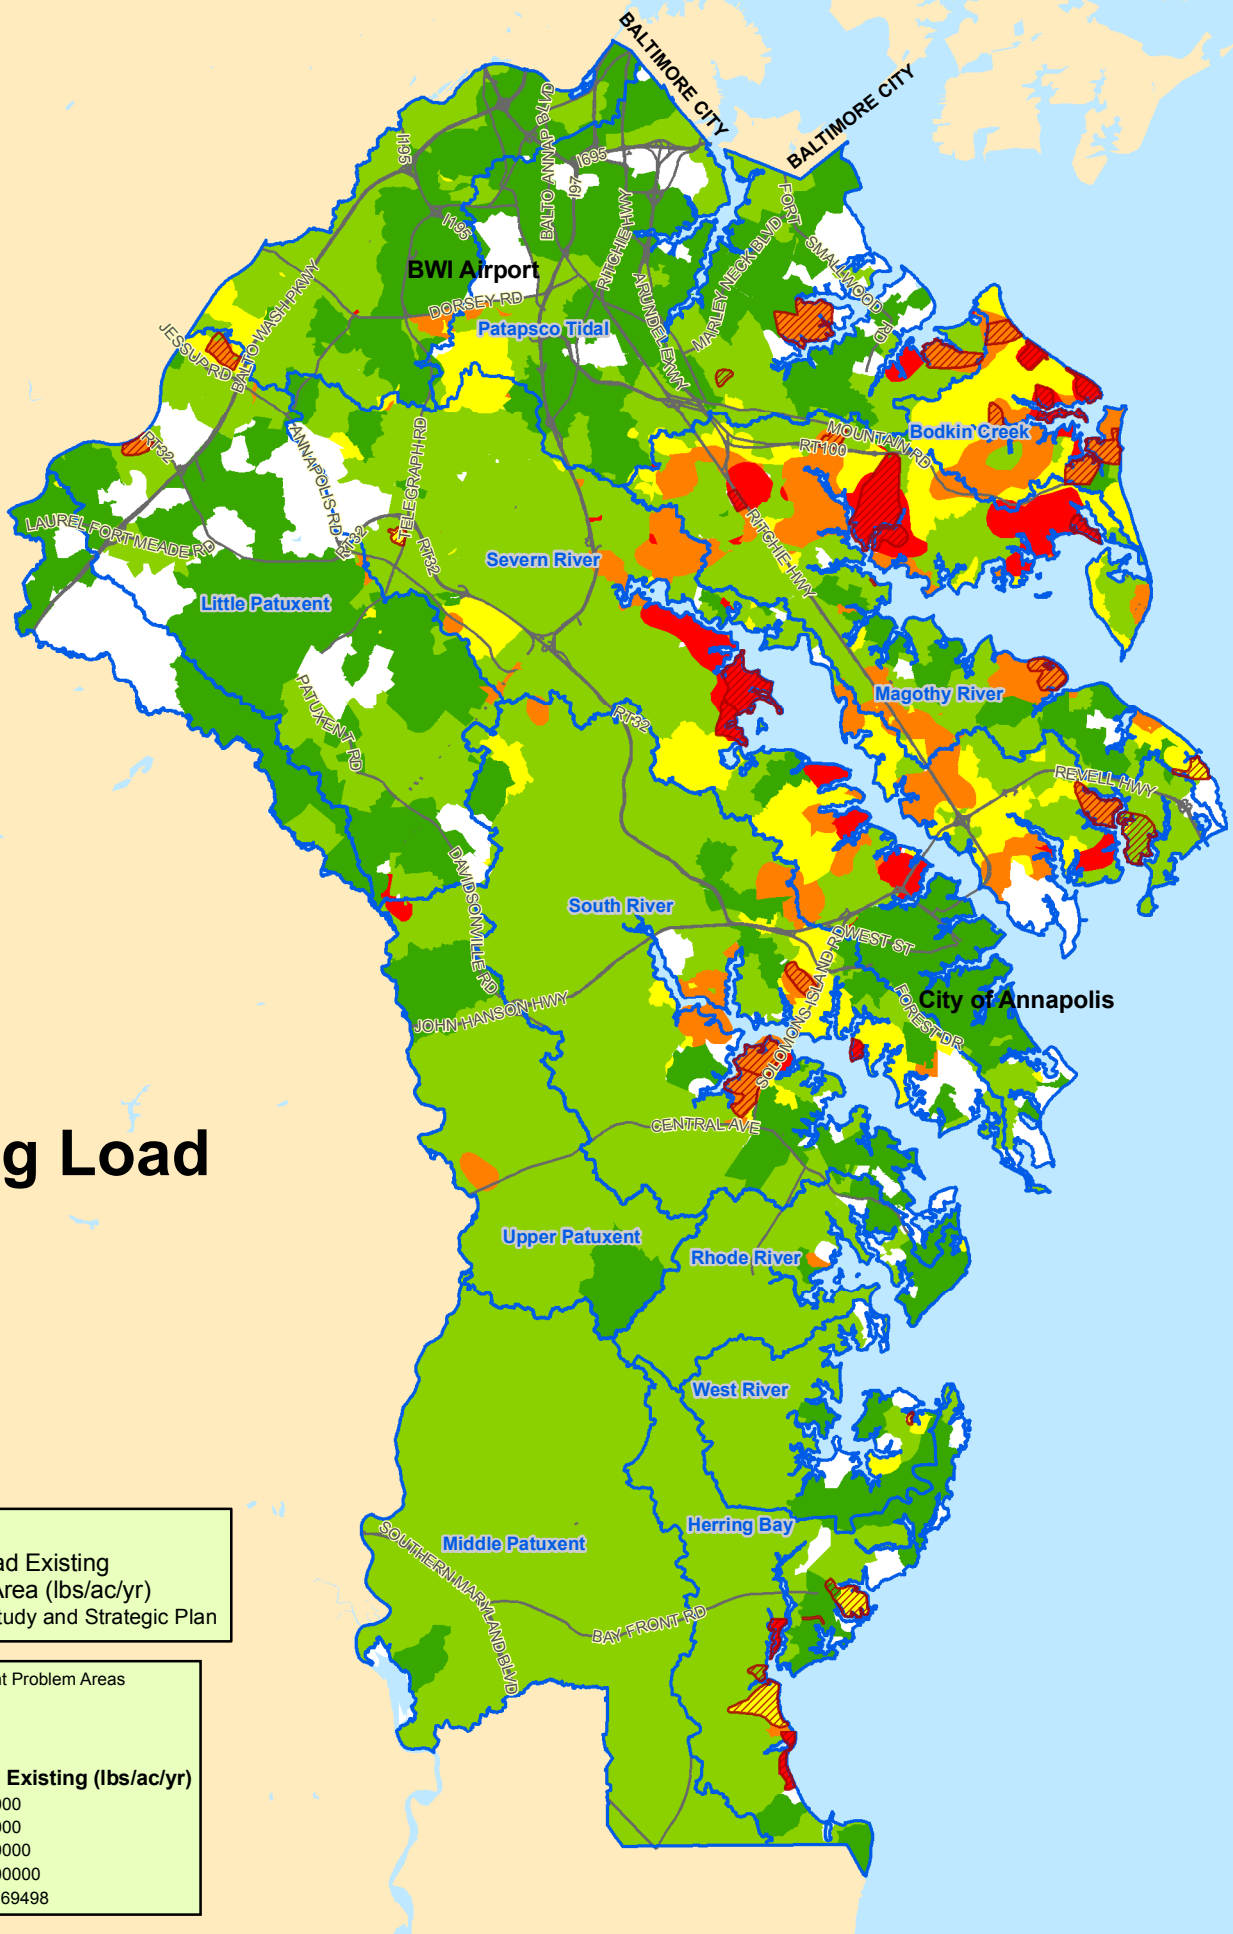 BALTIMORE CITY
BALTIMORE CITY
BALTO ANNAP BLVD
I195
I695
I97
RITCHIE HWY
FORT SMALLWOOD RD
MARLEY NECK BLVD
I195
BWI Airport
DORSEY RD
ARUNDEL EXWY
Patapsco Tidal
BALTO WASH PKWY
JESSUP RD
RT32
ANNAPOLIS RD
TELEGRAPH RD
MOUNTAIN RD
Bodkin Creek
RT100
RITCHIE HWY
LAUREL FORT MEADE RD
RT32
Severn River
Little Patuxent
PATUXENT RD
RT32
Magothy River
REVELL HWY
DAVIDSONVILLE RD
South River
WEST ST
SOLOMONS ISLAND RD
FOREST DR
City of Annapolis
JOHN HANSON HWY
CENTRAL AVE
g Load
Upper Patuxent
Rhode River
West River
Herring Bay
Middle Patuxent
SOUTHERN MARYLAND BLVD
BAY FRONT RD
ad Existing
Area (lbs/ac/yr)
tudy and Strategic Plan
t Problem Areas
Existing (lbs/ac/yr)
000
000
0000
00000
69498